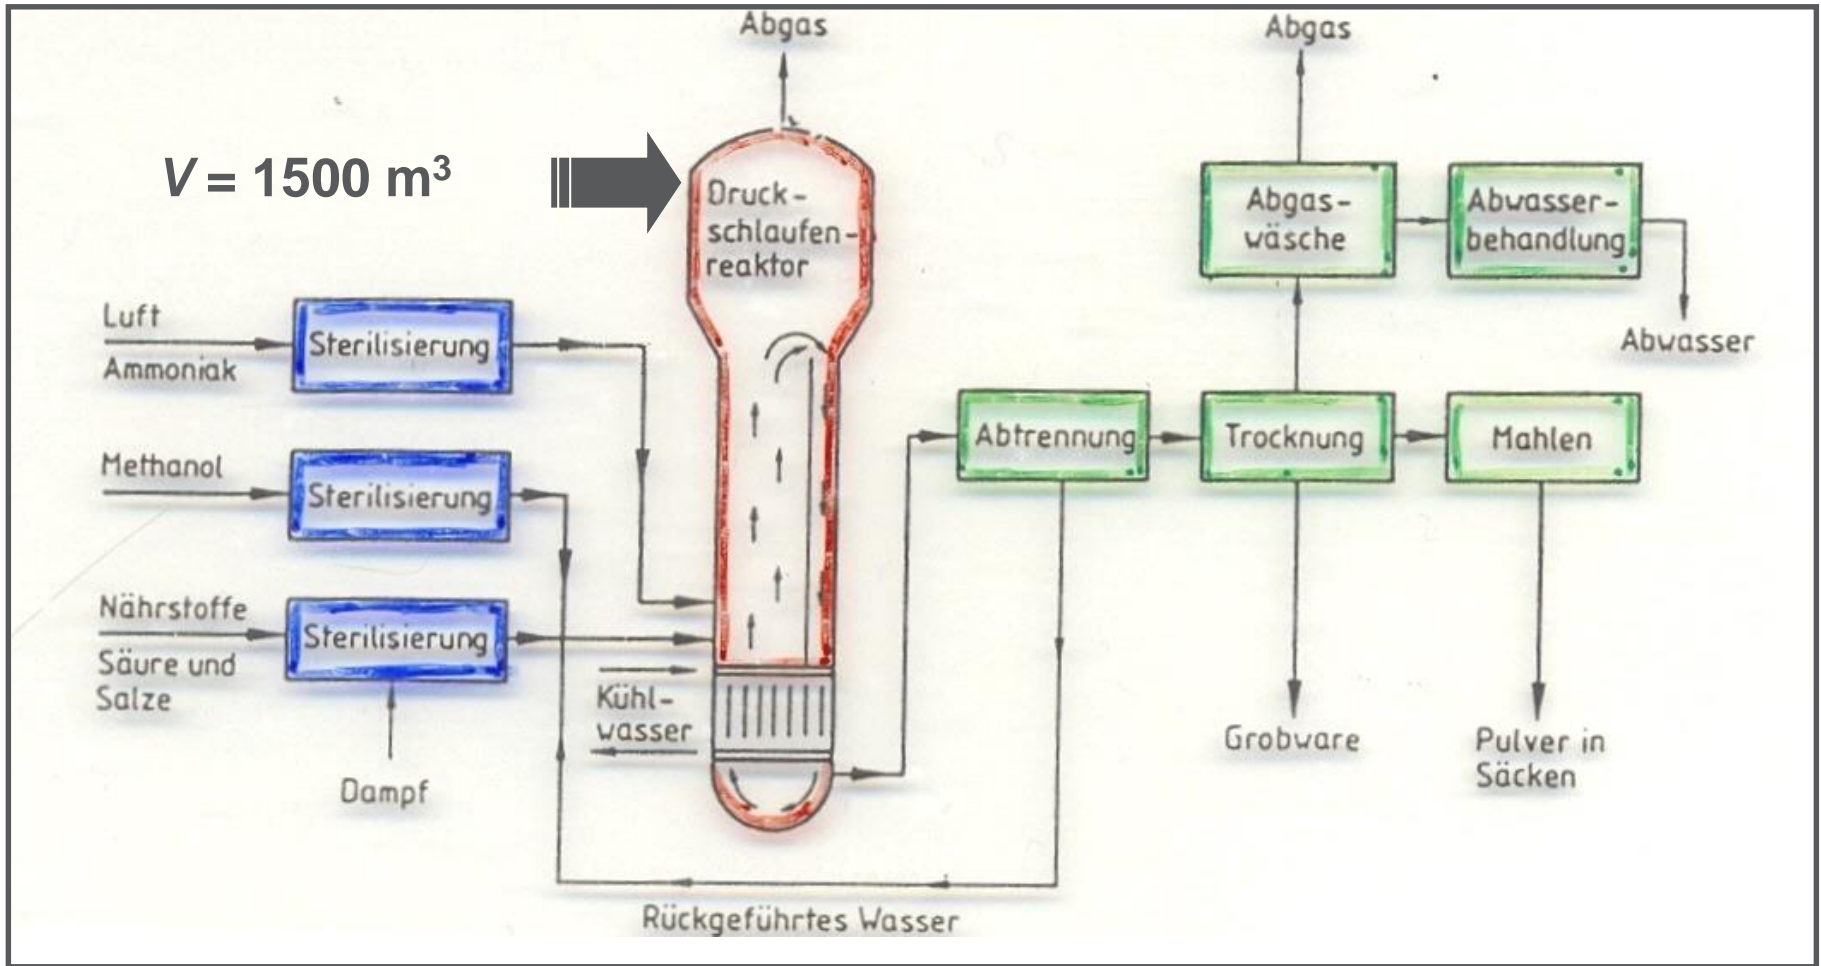 Abgas
Abgas
V = 1500 m³
Druck-
schlaufen-
reaktor
Abgas-
wäsche
Abwasser-
behandlung
Abwasser
Luft
Ammoniak
Sterilisierung
Methanol
Sterilisierung
Nährstoffe
Säure und
Salze
Sterilisierung
Dampf
Kühl-
wasser
Abtrennung
Trocknung
Mahlen
Grobware
Pulver in
Säcken
Rückgeführtes Wasser